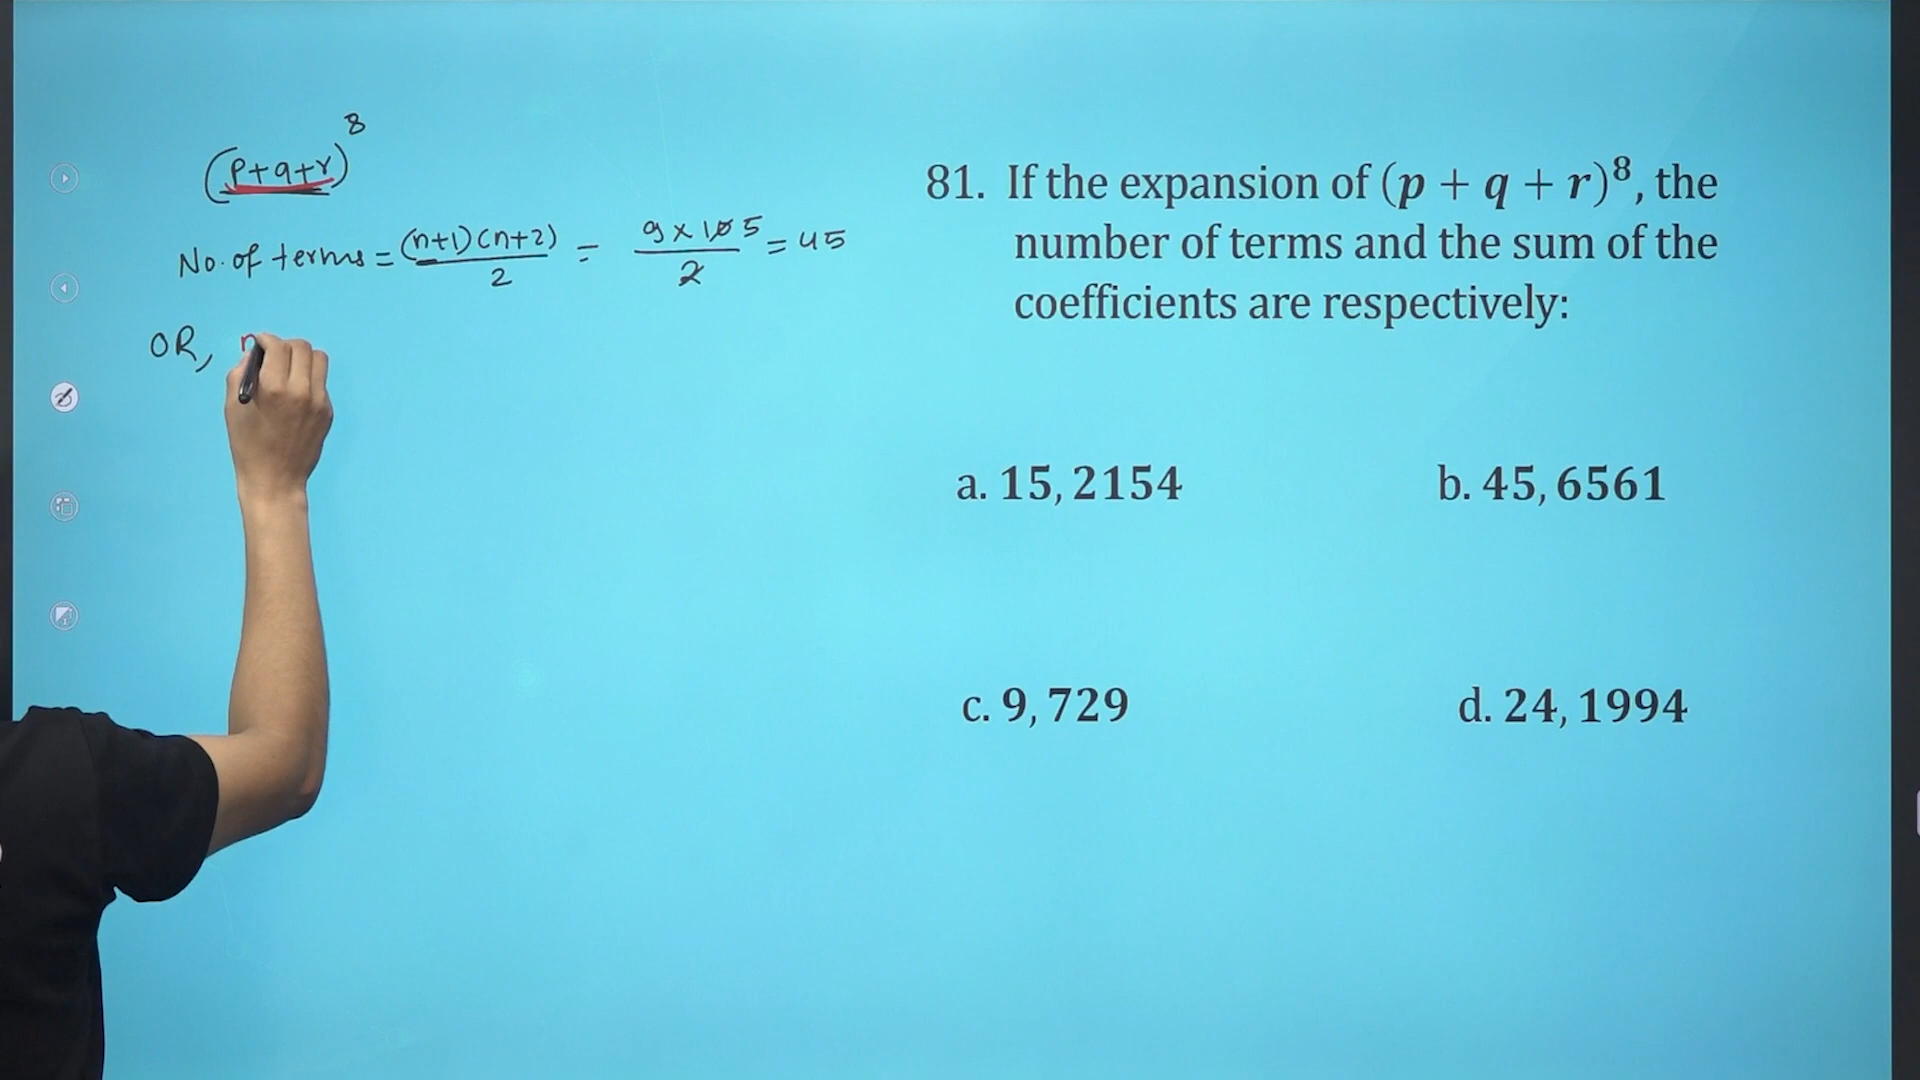 (p+q+r)^8
No. of terms = (n+1)(n+2)/2 = 9×10 5/2 = 45
OR, n
81. If the expansion of (p + q + r)^8, the
number of terms and the sum of the
coefficients are respectively:
a. 15, 2154
b. 45, 6561
c. 9, 729
d. 24, 1994